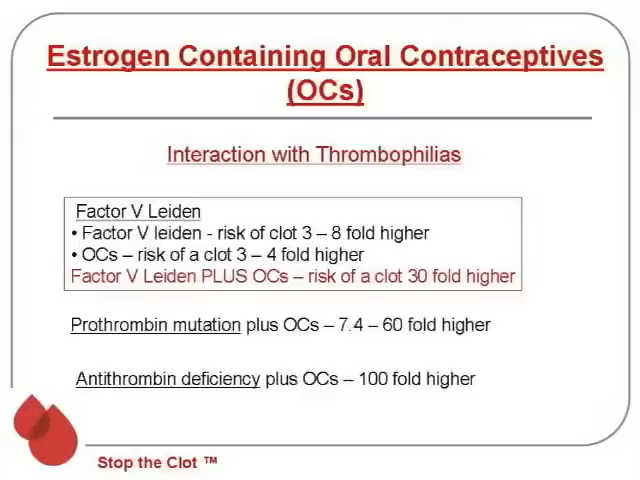 Estrogen Containing Oral Contraceptives
(OCs)
Interaction with Thrombophilias
Factor V Leiden
• Factor V leiden - risk of clot 3 – 8 fold higher
• OCs – risk of a clot 3 – 4 fold higher
Factor V Leiden PLUS OCs – risk of a clot 30 fold higher
Prothrombin mutation plus OCs – 7.4 – 60 fold higher
Antithrombin deficiency plus OCs – 100 fold higher
Stop the Clot ™